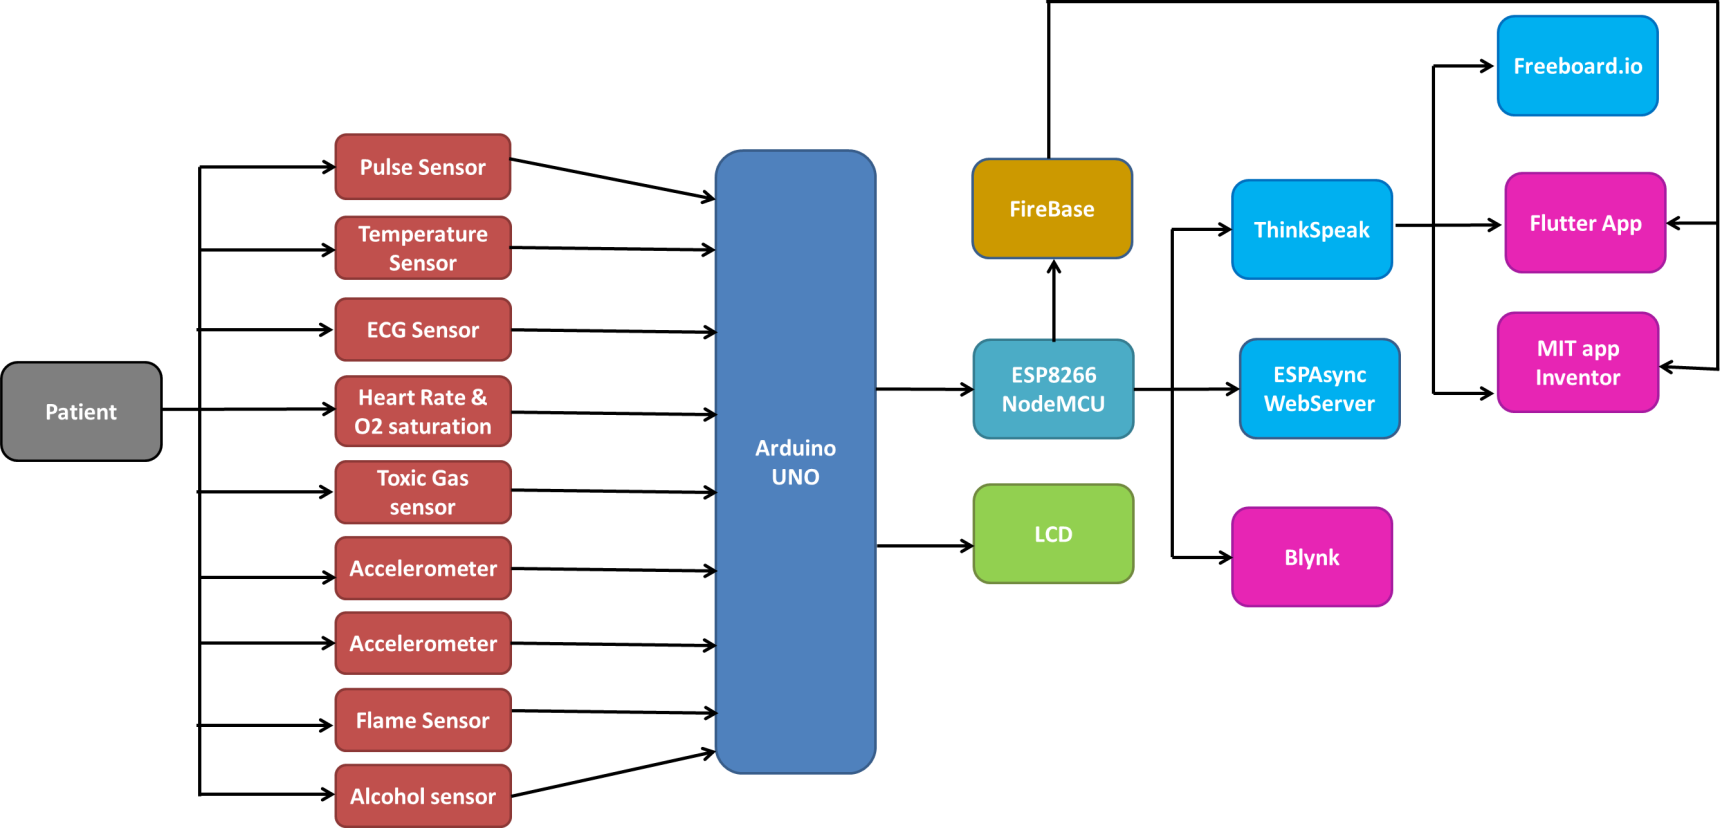 Patient
Pulse Sensor
Temperature
Sensor
ECG Sensor
Heart Rate &
O2 saturation
Toxic Gas
sensor
Accelerometer
Accelerometer
Flame Sensor
Alcohol sensor
Arduino
UNO
FireBase
ESP8266
NodeMCU
LCD
ThinkSpeak
ESPAsync
WebServer
Blynk
Freeboard.io
Flutter App
MIT app
Inventor